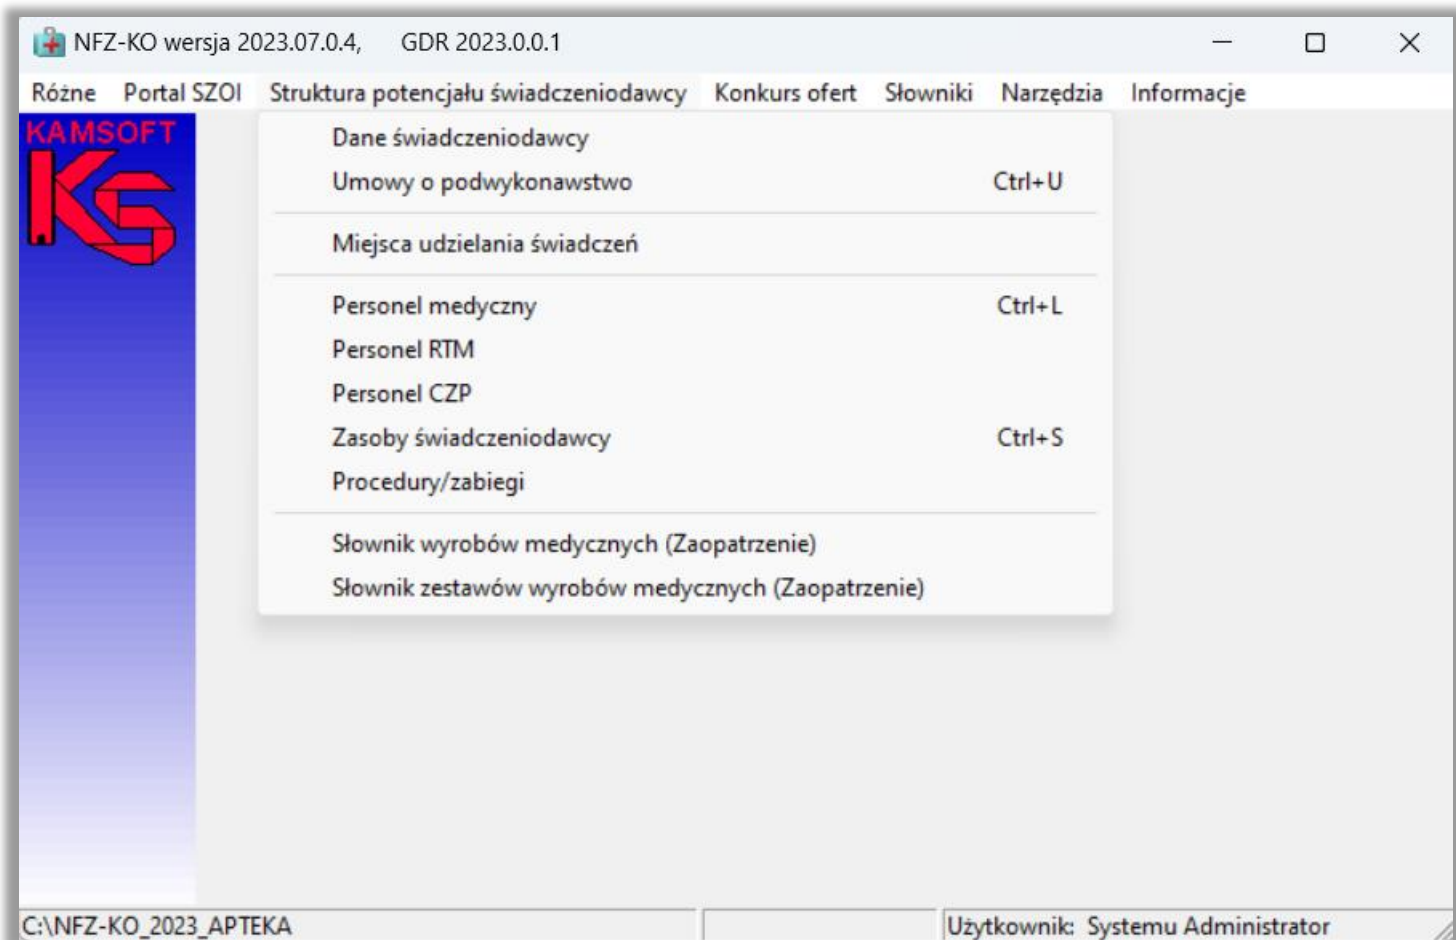 NFZ-KO wersja 2023.07.0.4, GDR 2023.0.0.1
Różne Portal SZOI Struktura potencjału świadczeniodawcy Konkurs ofert Słowniki Narzędzia Informacje
KAMSOFT
KS
Dane świadczeniodawcy
Umowy o podwykonawstwo Ctrl+U
Miejsca udzielania świadczeń
Personel medyczny Ctrl+L
Personel RTM
Personel CZP
Zasoby świadczeniodawcy Ctrl+S
Procedury/zabiegi
Słownik wyrobów medycznych (Zaopatrzenie)
Słownik zestawów wyrobów medycznych (Zaopatrzenie)
C:\NFZ-KO_2023_APTEKA Użytkownik: Systemu Administrator